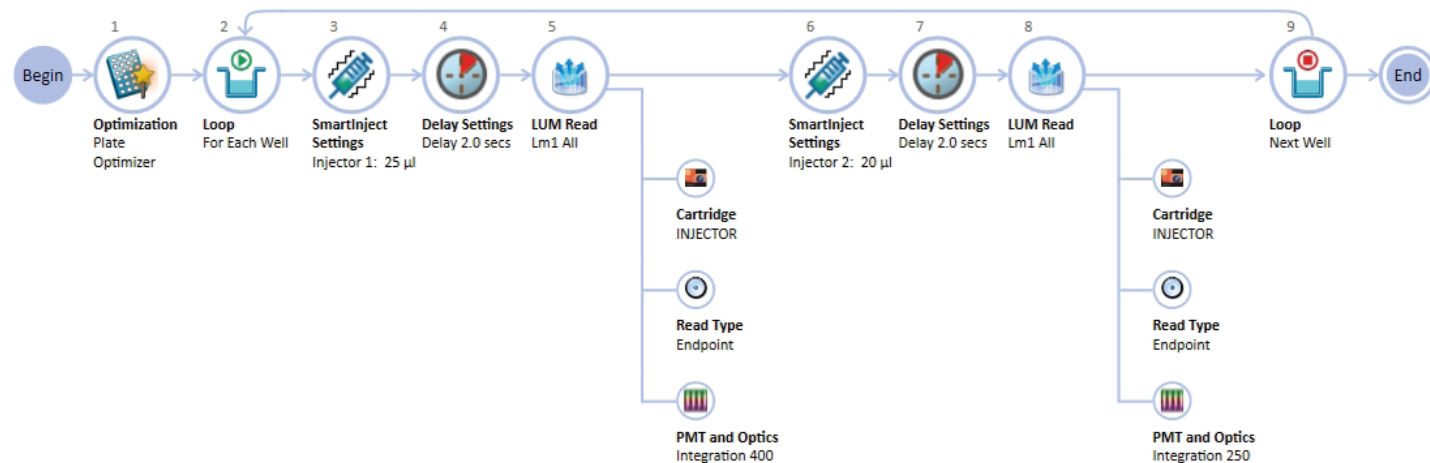 1
2
3
4
5
6
7
8
9
Begin
End
Optimization
Plate
Optimizer
Loop
For Each Well
SmartInject
Settings
Injector 1: 25 µl
Delay Settings
Delay 2.0 secs
LUM Read
Lm1 All
Cartridge
INJECTOR
Read Type
Endpoint
PMT and Optics
Integration 400
SmartInject
Settings
Injector 2: 20 µl
Delay Settings
Delay 2.0 secs
LUM Read
Lm1 All
Cartridge
INJECTOR
Read Type
Endpoint
PMT and Optics
Integration 250
Loop
Next Well